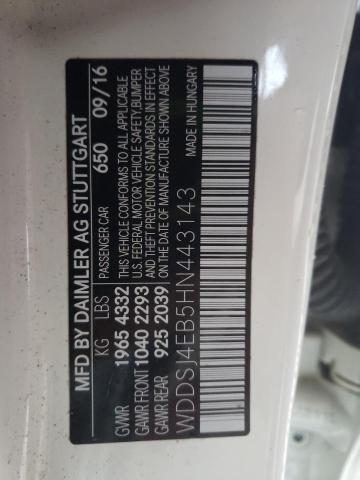 MFD BY DAIMLER AG STUTTGART
KG LBS PASSENGER CAR 650 09/16
GVWR 1965 4332 THIS VEHICLE CONFORMS TO ALL APPLICABLE
U.S. FEDERAL MOTOR VEHICLE SAFETY, BUMPER
GAWR FRONT 1040 2293 AND THEFT PREVENTION STANDARDS IN EFFECT
GAWR REAR 925 2039 ON THE DATE OF MANUFACTURE SHOWN ABOVE
MADE IN HUNGARY
WDDSJ4EB5HN443143